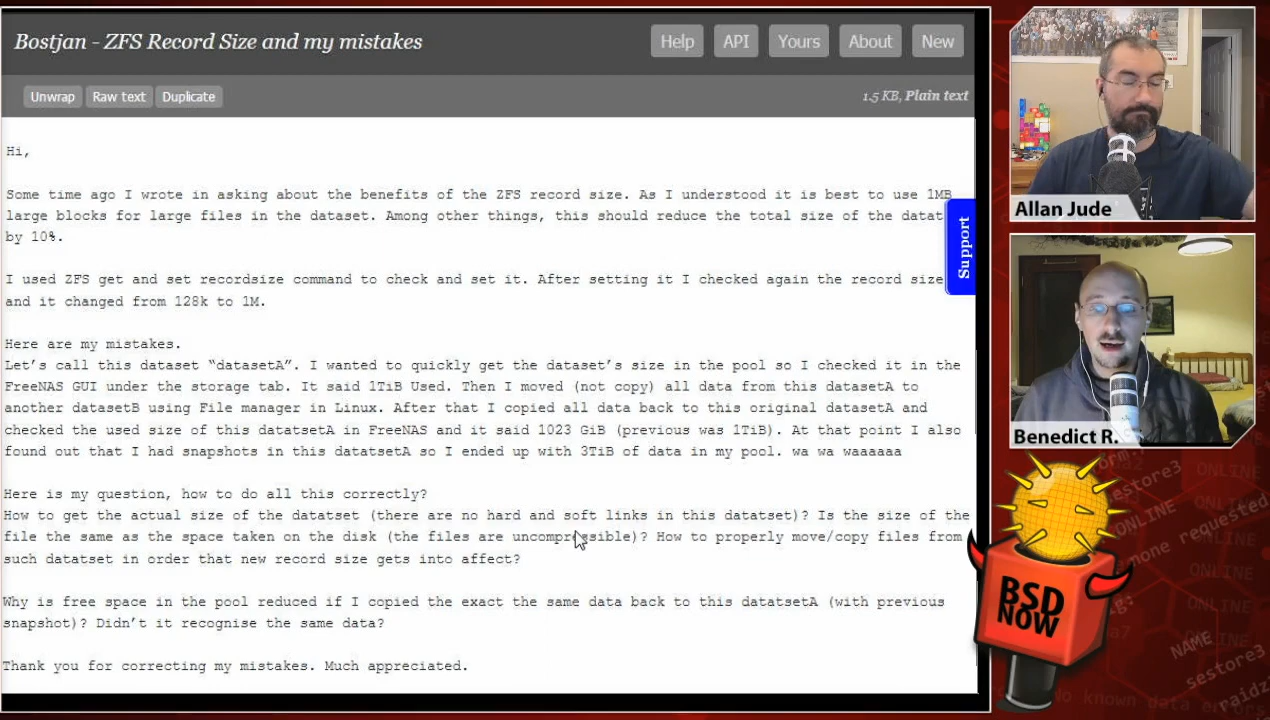 Bostjan - ZFS Record Size and my mistakes
Help API Yours About New
Unwrap Raw text Duplicate
1.5 KB, Plain text
Hi,
Some time ago I wrote in asking about the benefits of the ZFS record size. As I understood it is best to use 1MB
large blocks for large files in the dataset. Among other things, this should reduce the total size of the datat
by 10%.
I used ZFS get and set recordsize command to check and set it. After setting it I checked again the record size
and it changed from 128k to 1M.
Here are my mistakes.
Let's call this dataset “datasetA”. I wanted to quickly get the dataset's size in the pool so I checked it in the
FreeNAS GUI under the storage tab. It said 1TiB Used. Then I moved (not copy) all data from this datasetA to
another datasetB using File manager in Linux. After that I copied all data back to this original datasetA and
checked the used size of this datatsetA in FreeNAS and it said 1023 GiB (previous was 1TiB). At that point I also
found out that I had snapshots in this datatsetA so I ended up with 3TiB of data in my pool. wa wa waaaaaa
Here is my question, how to do all this correctly?
How to get the actual size of the datatset (there are no hard and soft links in this datatset)? Is the size of the
file the same as the space taken on the disk (the files are uncompressible)? How to properly move/copy files from
such datatset in order that new record size gets into affect?
Why is free space in the pool reduced if I copied the exact the same data back to this datatsetA (with previous
snapshot)? Didn't it recognise the same data?
Thank you for correcting my mistakes. Much appreciated.
Support
Allan Jude
Benedict R.
BSD
NOW
ONLINE
estore3
ONLINE
emone requested
ONLINE
ONLINE
NAME
sestore3
raidz
No known data errors